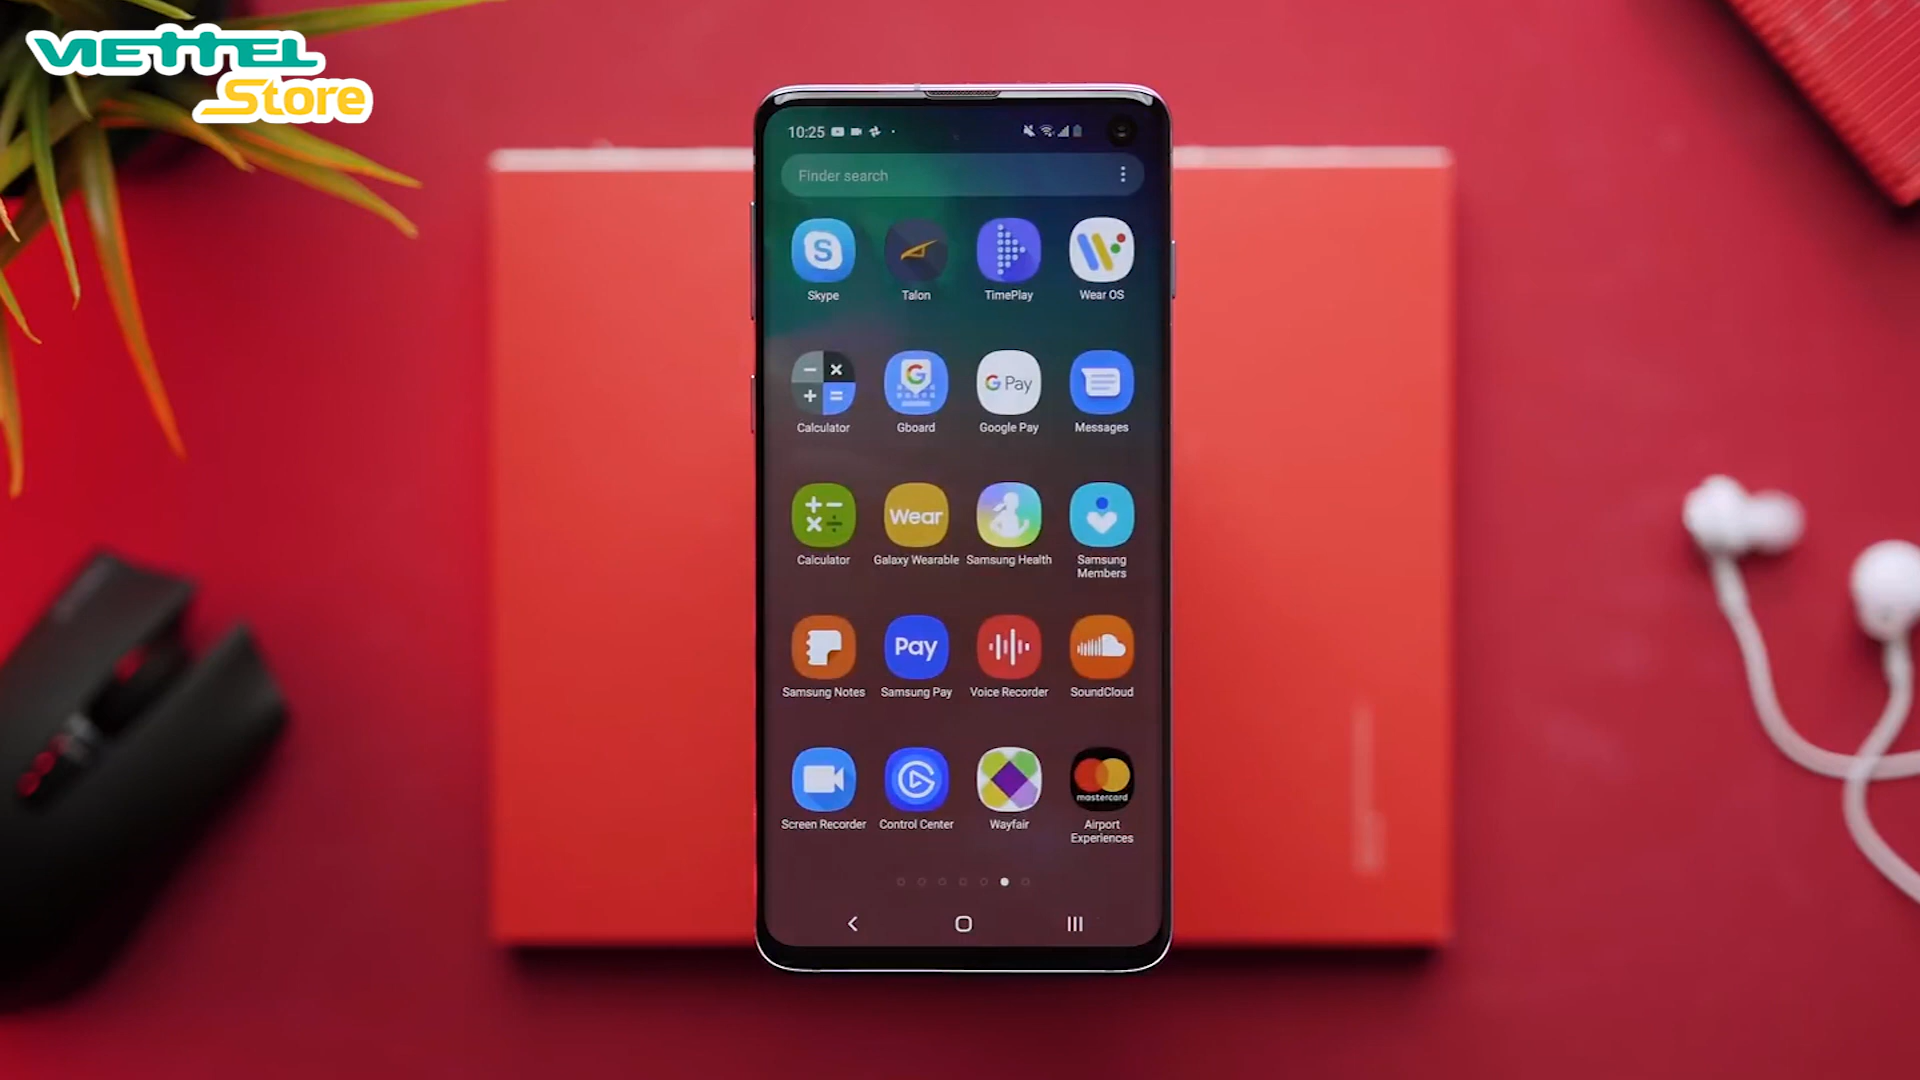 VIETTEL
Store
10:25
Finder search
Skype
Talon
TimePlay
Wear OS
Calculator
Gboard
G Pay
Google Pay
Messages
Calculator
Wear
Galaxy Wearable
Samsung Health
Samsung
Members
Samsung Notes
Pay
Samsung Pay
Voice Recorder
SoundCloud
Screen Recorder
Control Center
Wayfair
mastercard
Airport
Experiences